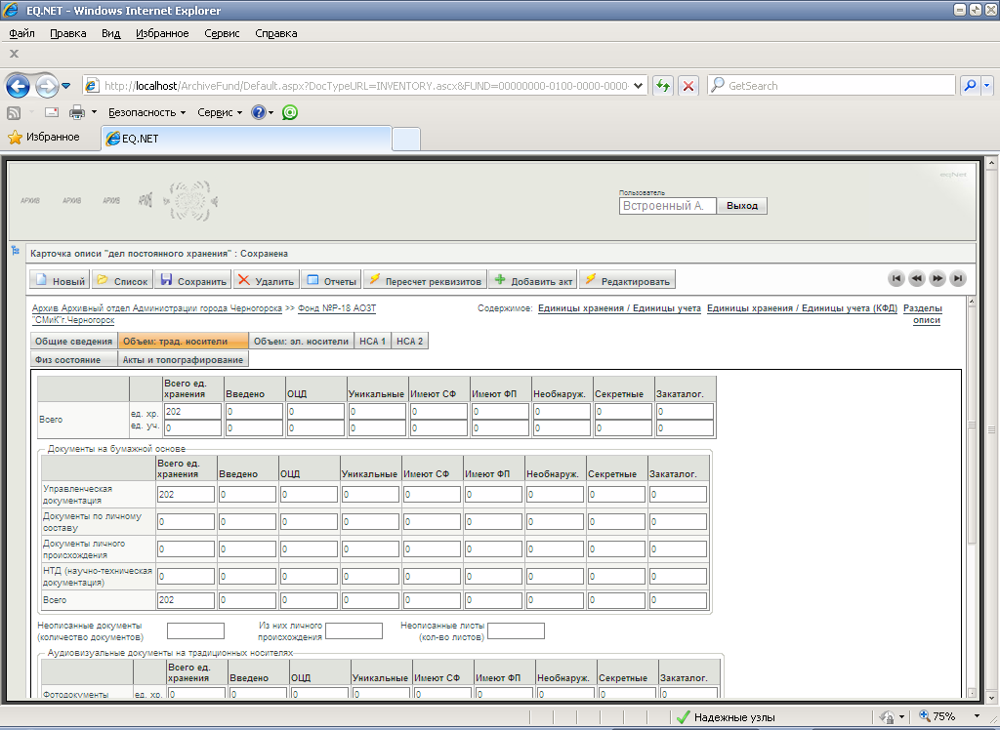 EQ.NET - Windows Internet Explorer
Файл Правка Вид Избранное Сервис Справка
X
http://localhost/ArchiveFund/Default.aspx?DocTypeURL=INVENTORY.ascx&FUND=00000000-0100-0000-0000- GetSearch
Безопасность Сервис
Избранное EQ.NET
АРХИВ АРХИВ АРХИВ
Пользователь
Встроенный А. Выход
Карточка описи "дел постоянного хранения" : Сохранена
Новый Список Сохранить Удалить Отчеты Пересчет реквизитов Добавить акт Редактировать
Архив Архивный отдел Администрации города Черногорска >> Фонд №Р-18 АОЗТ
"СМиК"г.Черногорск
Содержимое: Единицы хранения / Единицы учета Единицы хранения / Единицы учета (КФД) Разделы
описи
Общие сведения Объем: трад. носители Объем: эл. носители НСА 1 НСА 2
Физ состояние Акты и топографирование
Всего ед.
хранения Введено ОЦД Уникальные Имеют СФ Имеют ФП Необнаруж. Секретные Закаталог.
Всего ед. хр. 202 0 0 0 0 0 0 0 0
ед. уч. 0 0 0 0 0 0 0 0 0
Документы на бумажной основе
Всего ед.
хранения Введено ОЦД Уникальные Имеют СФ Имеют ФП Необнаруж. Секретные Закаталог.
Управленческая
документация 202 0 0 0 0 0 0 0 0
Документы по личному
составу 0 0 0 0 0 0 0 0 0
Документы личного
происхождения 0 0 0 0 0 0 0 0 0
НТД (научно-техническая
документация) 0 0 0 0 0 0 0 0 0
Всего 202 0 0 0 0 0 0 0 0
Неописанные документы
(количество документов)
Из них личного
происхождения
Неописанные листы
(кол-во листов)
Аудиовизуальные документы на традиционных носителях
Всего ед.
хранения Введено ОЦД Уникальные Имеют СФ Имеют ФП Необнаруж. Секретные Закаталог.
Фотодокументы ед. хр. 0 0 0 0 0 0 0 0 0
Надежные узлы 75%